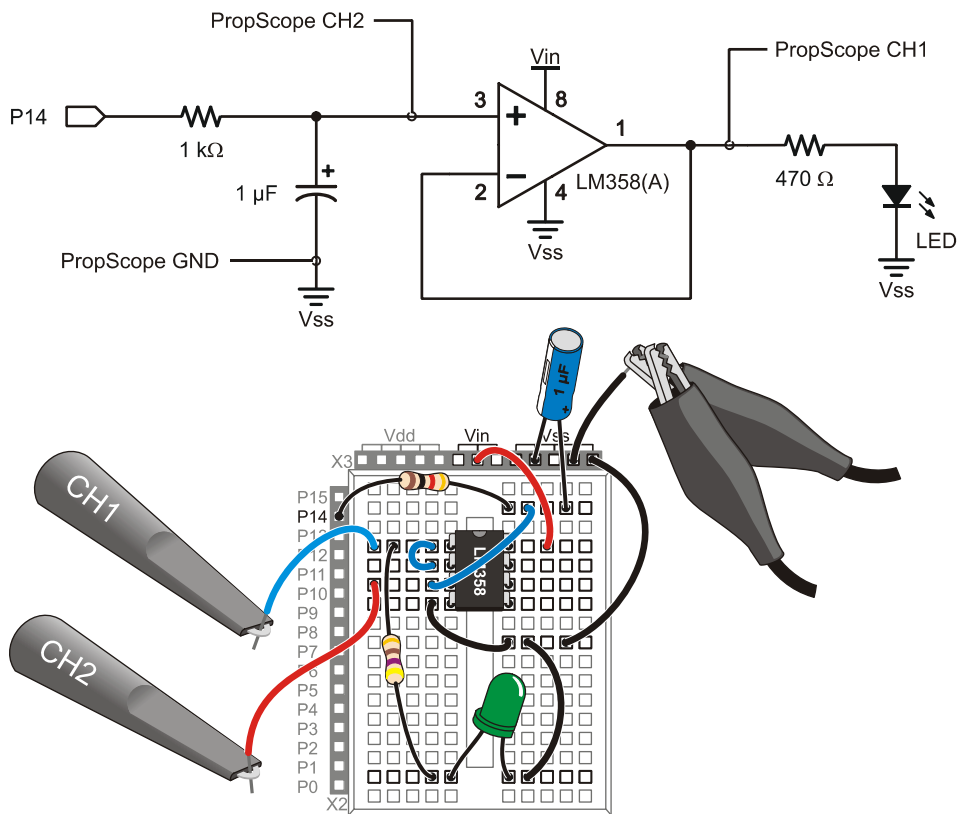 PropScope CH2
PropScope CH1
Vin
P14
3
8
+
1
1 kΩ
+
1 µF
−
2
4
LM358(A)
470 Ω
LED
Vss
Vss
PropScope GND
Vss
1 µF
+
Vdd
Vin
Vss
X3
P15
P14
P13
P12
P11
P10
P9
P8
P7
P6
P5
P4
P3
P2
P1
P0
X2
LM358
CH1
CH2